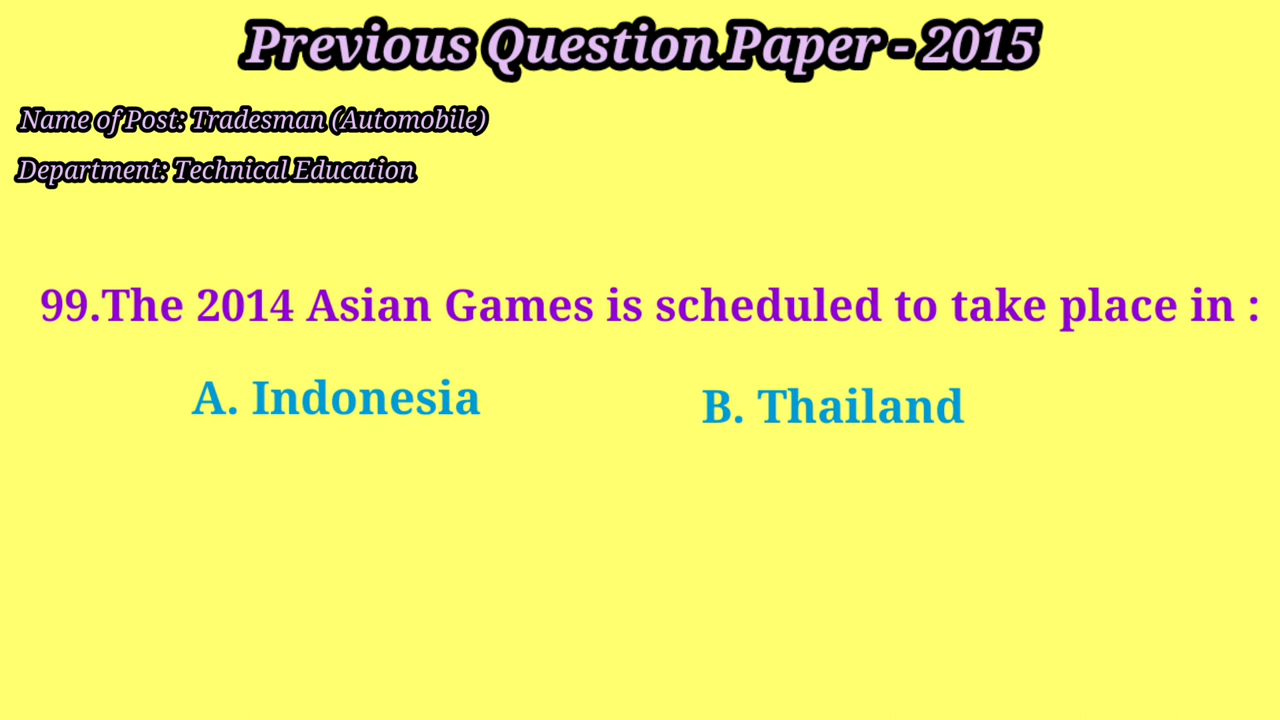 Previous Question Paper - 2015
Name of Post: Tradesman (Automobile)
Department: Technical Education
99.The 2014 Asian Games is scheduled to take place in :
A. Indonesia
B. Thailand